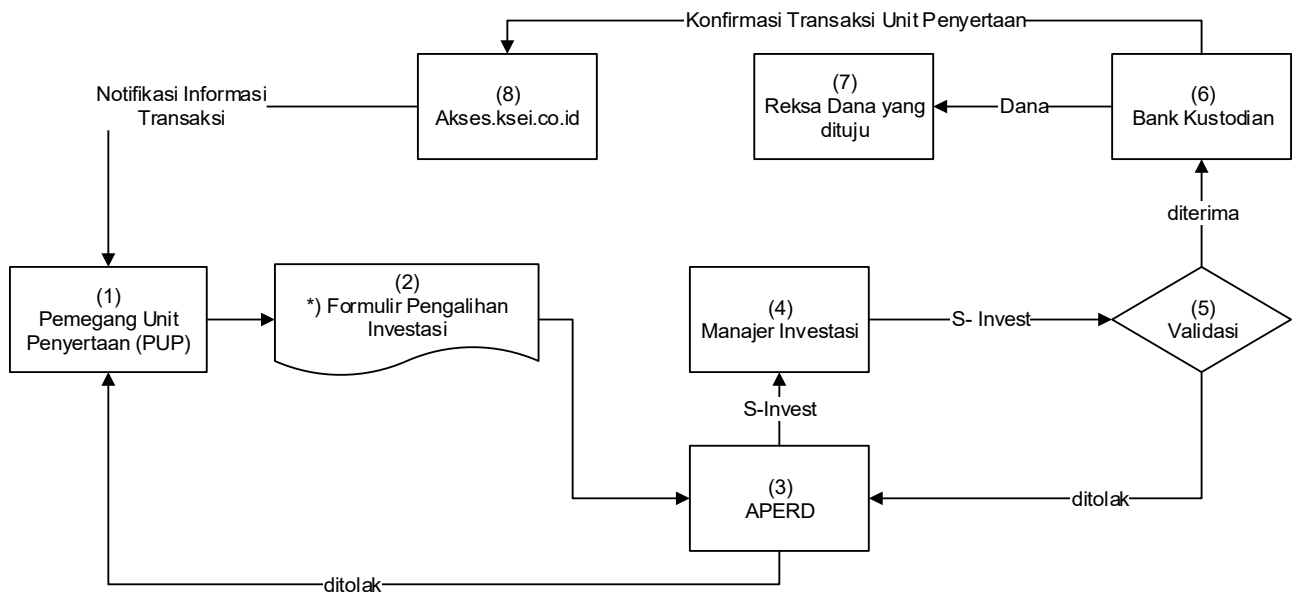 Konfirmasi Transaksi Unit Penyertaan
Notifikasi Informasi
Transaksi
(8)
Akses.ksei.co.id
(7)
Reksa Dana yang
dituju
Dana
(6)
Bank Kustodian
diterima
(1)
Pemegang Unit
Penyertaan (PUP)
(2)
*) Formulir Pengalihan
Investasi
(4)
Manajer Investasi
S- Invest
(5)
Validasi
S-Invest
(3)
APERD
ditolak
ditolak